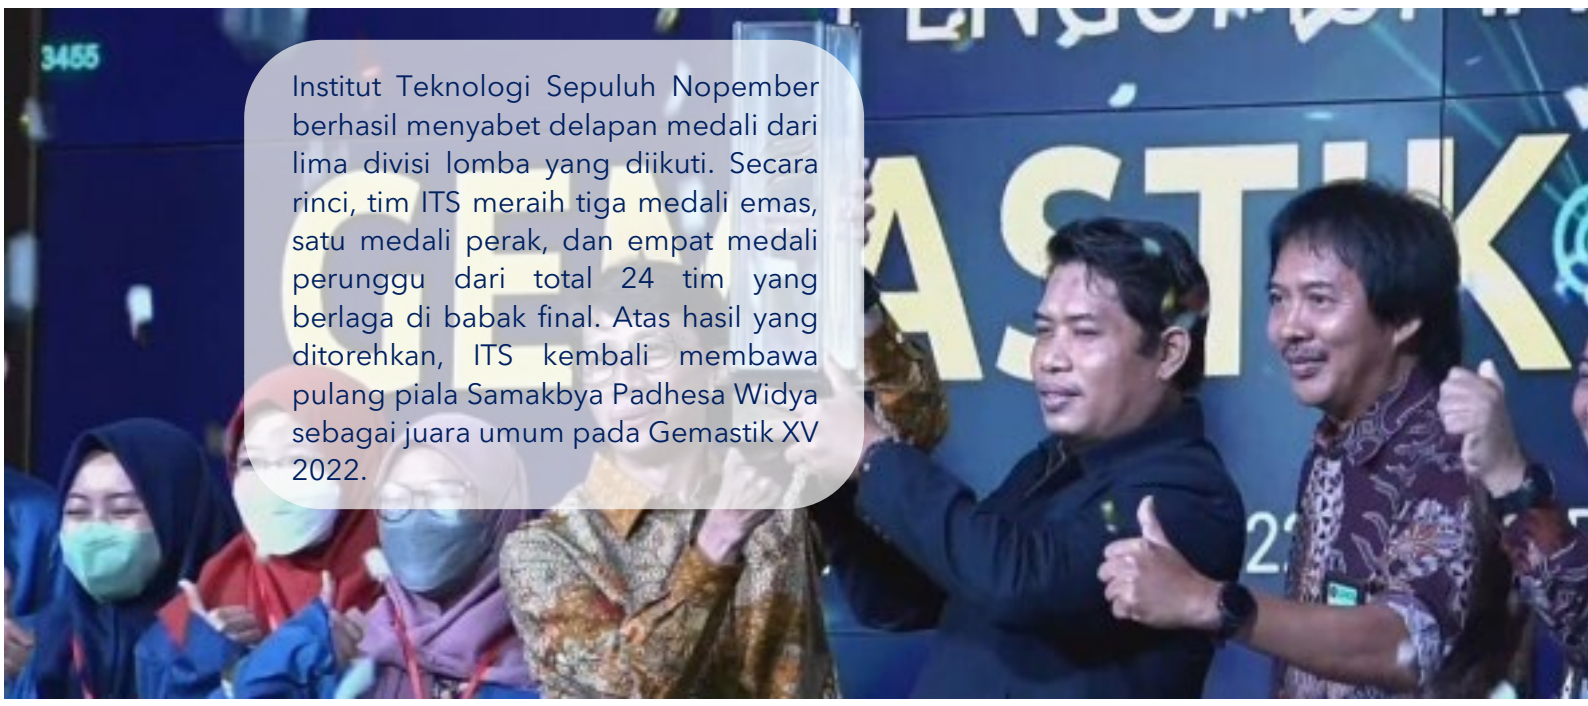 3455
Institut Teknologi Sepuluh Nopember
berhasil menyabet delapan medali dari
lima divisi lomba yang diikuti. Secara
rinci, tim ITS meraih tiga medali emas,
satu medali perak, dan empat medali
perunggu dari total 24 tim yang
berlaga di babak final. Atas hasil yang
ditorehkan, ITS kembali membawa
pulang piala Samakbya Padhesa Widya
sebagai juara umum pada Gemastik XV
2022.
GEMASTIK